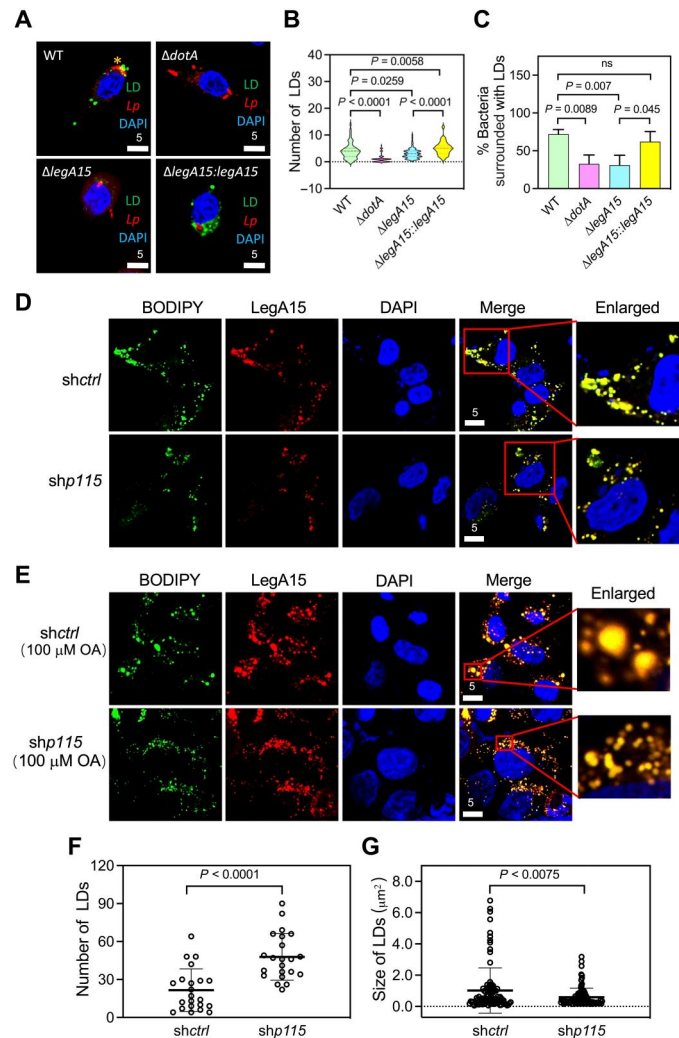 A
WT
*
LD
Lp
DAPI
5
ΔdotA
LD
Lp
DAPI
5
ΔlegA15
LD
Lp
DAPI
5
ΔlegA15:legA15
LD
Lp
DAPI
5
B
Number of LDs
40
30
20
10
0
−10
P = 0.0058
P = 0.0259
P < 0.0001
P < 0.0001
WT
ΔdotA
ΔlegA15
ΔlegA15::legA15
C
% Bacteria
surrounded with LDs
150
100
50
0
ns
P = 0.007
P = 0.0089
P = 0.045
WT
ΔdotA
ΔlegA15
ΔlegA15::legA15
D
BODIPY LegA15 DAPI Merge Enlarged
shctrl
5
shp115
5
E
BODIPY LegA15 DAPI Merge Enlarged
shctrl
(100 μM OA)
5
shp115
(100 μM OA)
5
F
Number of LDs
120
90
60
30
0
P < 0.0001
shctrl shp115
G
Size of LDs (μm²)
8.0
6.0
4.0
2.0
0.0
P < 0.0075
shctrl shp115